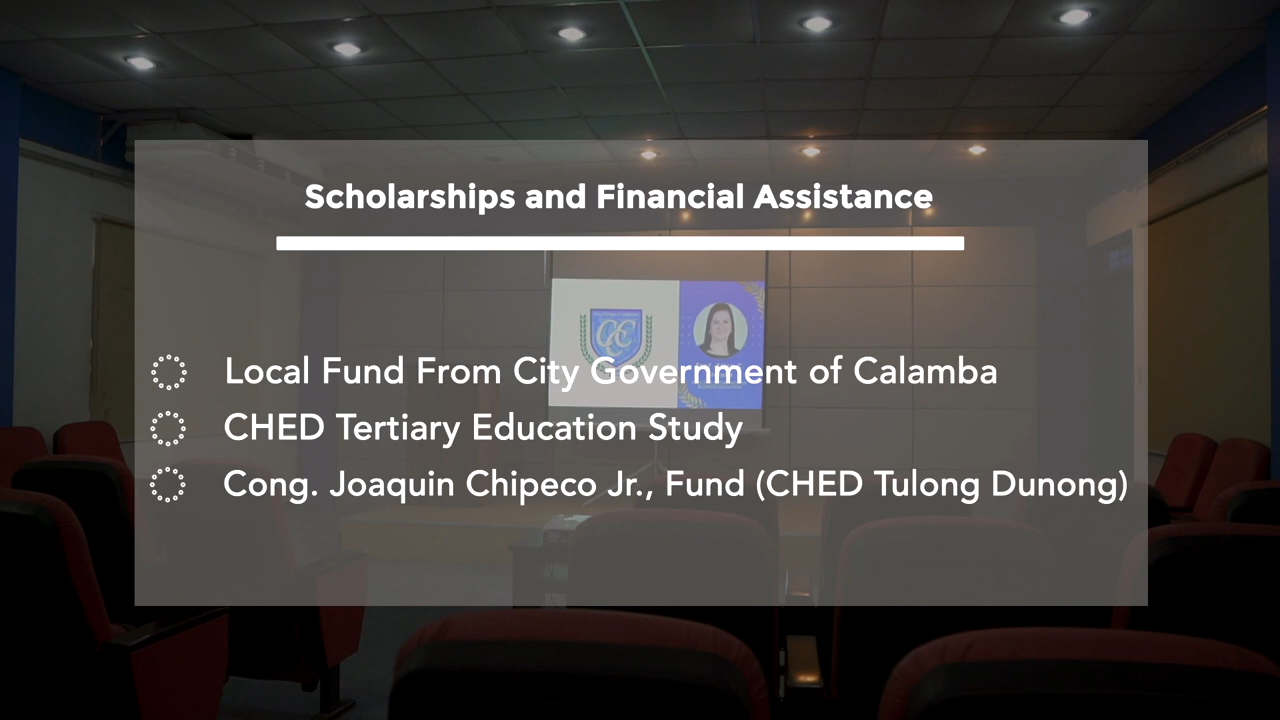 Scholarships and Financial Assistance
Local Fund From City Government of Calamba
CHED Tertiary Education Study
Cong. Joaquin Chipeco Jr., Fund (CHED Tulong Dunong)